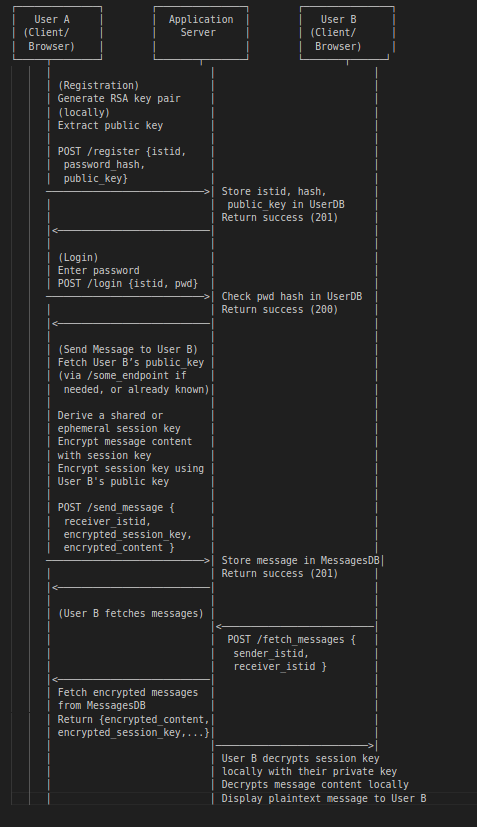 User A Application User B
(Client/ Server (Client/
Browser) Browser)
(Registration)
Generate RSA key pair
(locally)
Extract public key
POST /register {istid,
password_hash,
public_key}
Store istid, hash,
public_key in UserDB
Return success (201)
(Login)
Enter password
POST /login {istid, pwd}
Check pwd hash in UserDB
Return success (200)
(Send Message to User B)
Fetch User B’s public_key
(via /some_endpoint if
needed, or already known)
Derive a shared or
ephemeral session key
Encrypt message content
with session key
Encrypt session key using
User B's public key
POST /send_message {
receiver_istid,
encrypted_session_key,
encrypted_content }
Store message in MessagesDB
Return success (201)
(User B fetches messages)
POST /fetch_messages {
sender_istid,
receiver_istid }
Fetch encrypted messages
from MessagesDB
Return {encrypted_content,
encrypted_session_key,...}
User B decrypts session key
locally with their private key
Decrypts message content locally
Display plaintext message to User B